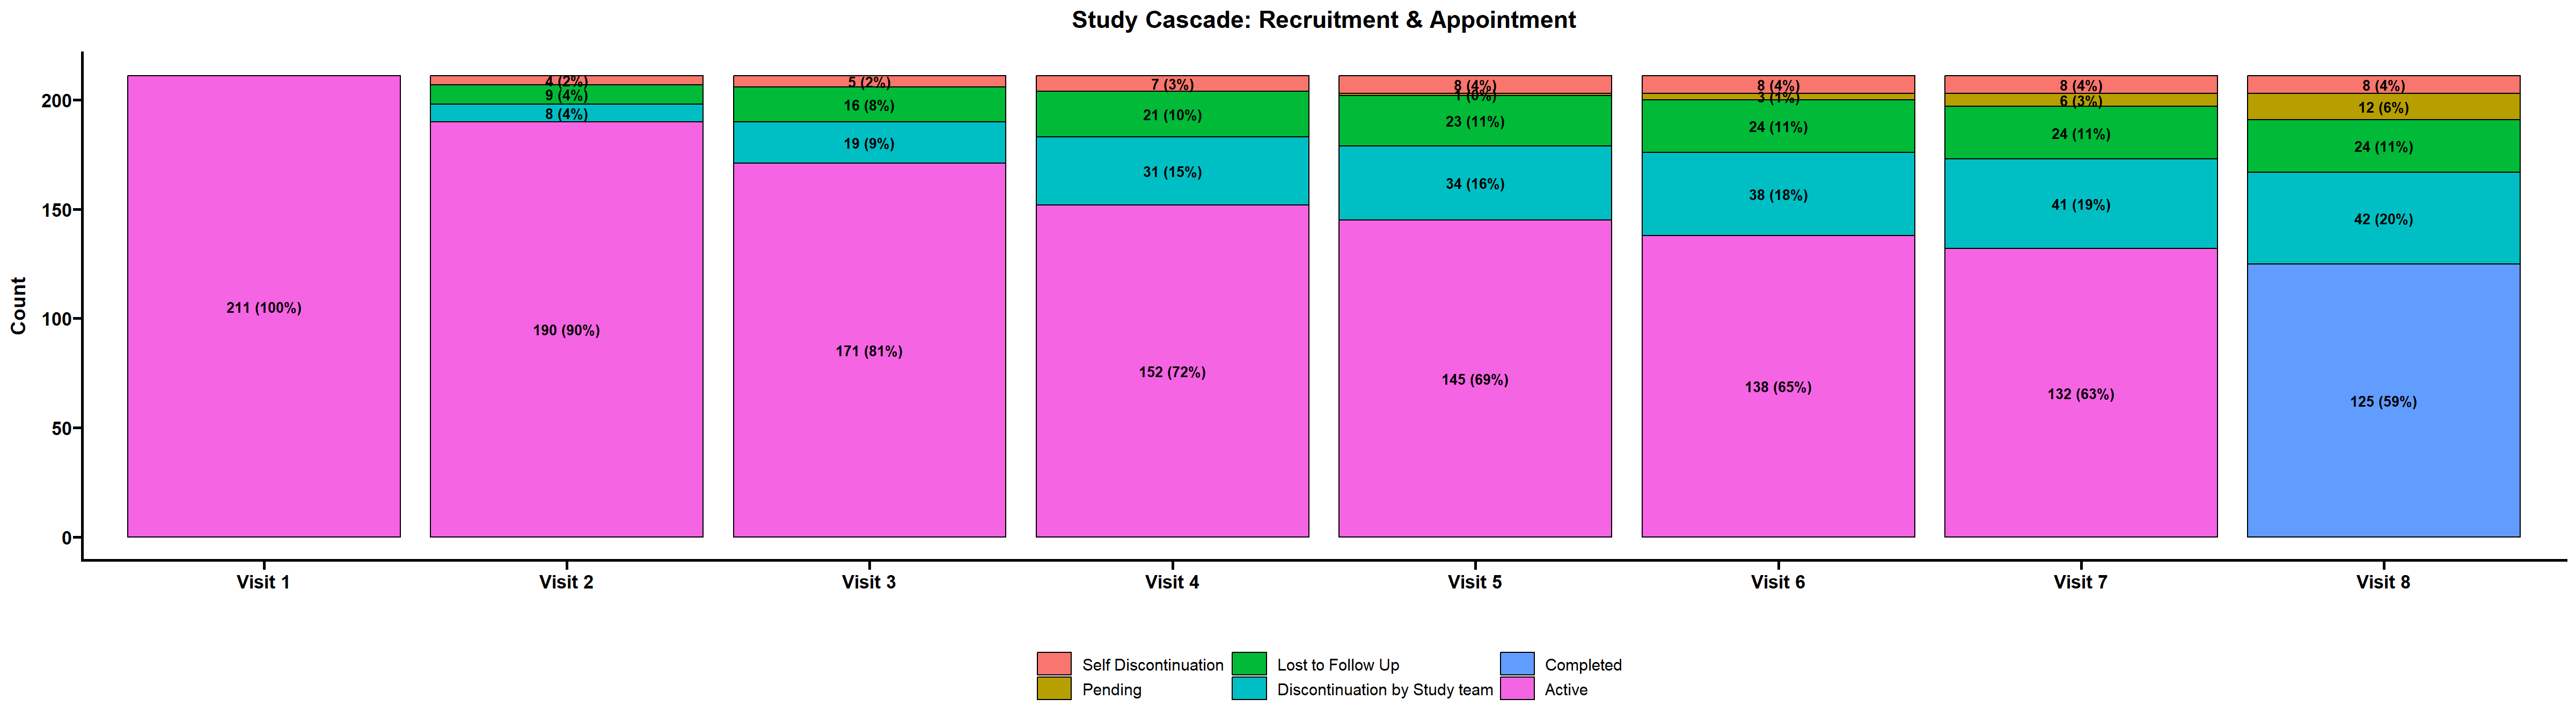 Study Cascade: Recruitment & Appointment
Count
200
150
100
50
0
211 (100%)
4 (2%)
9 (4%)
8 (4%)
190 (90%)
5 (2%)
16 (8%)
19 (9%)
171 (81%)
7 (3%)
21 (10%)
31 (15%)
152 (72%)
8 (4%)
1 (0%)
23 (11%)
34 (16%)
145 (69%)
8 (4%)
3 (1%)
24 (11%)
38 (18%)
138 (65%)
8 (4%)
6 (3%)
24 (11%)
41 (19%)
132 (63%)
8 (4%)
12 (6%)
24 (11%)
42 (20%)
125 (59%)
Visit 1
Visit 2
Visit 3
Visit 4
Visit 5
Visit 6
Visit 7
Visit 8
Self Discontinuation
Lost to Follow Up
Completed
Pending
Discontinuation by Study team
Active